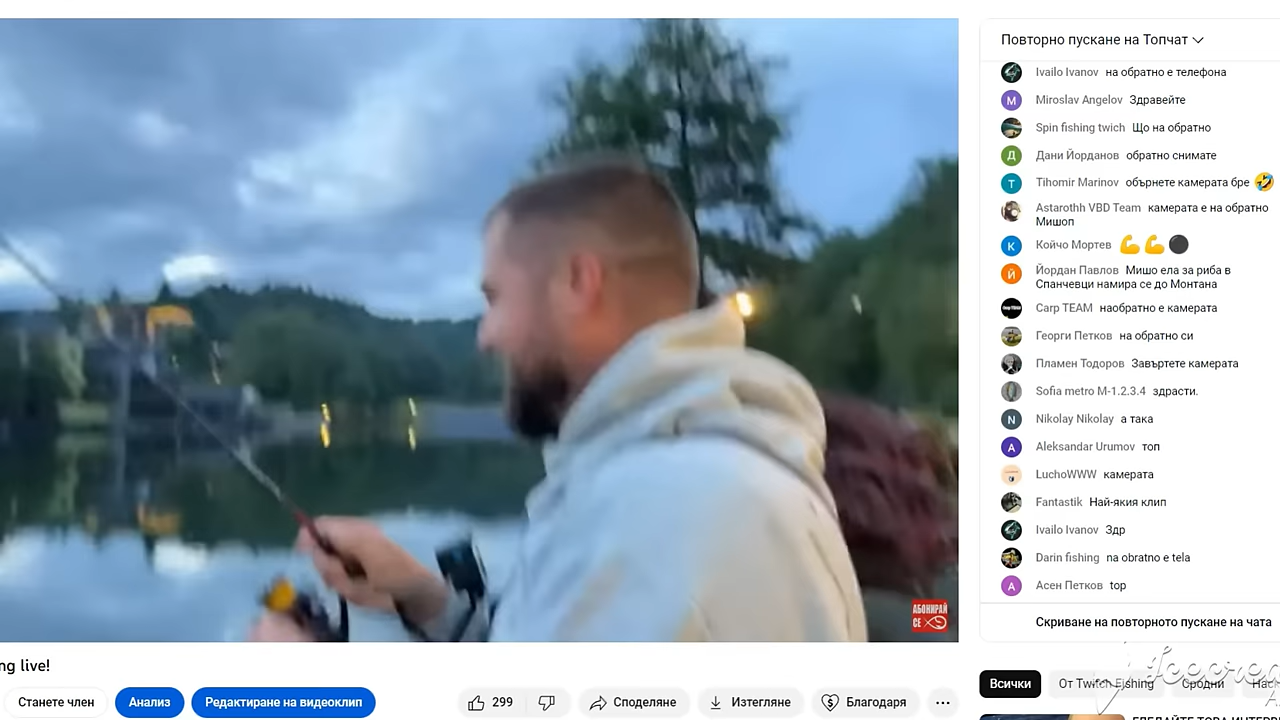 Повторно пускане на Топчат
Ivailo Ivanov на обратно е телефона
M Miroslav Angelov Здравейте
Spin fishing twich Що на обратно
Д Дани Йорданов обратно снимате
T Tihomir Marinov обърнете камерата бре 🤣
Astarothh VBD Team камерата е на обратно
Мишоп
К Койчо Мортев 💪💪⚫
Й Йордан Павлов Мишо ела за риба в
Спанчевци намира се до Монтана
Carp TEAM наобратно е камерата
Георги Петков на обратно си
Пламен Тодоров Завъртете камерата
Sofia metro M-1.2.3.4 здрасти.
N Nikolay Nikolay а така
A Aleksandar Urumov топ
LuchoWWW камерата
Fantastik Най-якия клип
Ivailo Ivanov Здр
Darin fishing na obratno e tela
А Асен Петков top
АБОНИРАЙ
СЕ
Скриване на повторното пускане на чата
ng live!
Станете член Анализ Редактиране на видеоклип 299 Споделяне Изтегляне Благодаря
Всички От Twitch Fishing Сродни